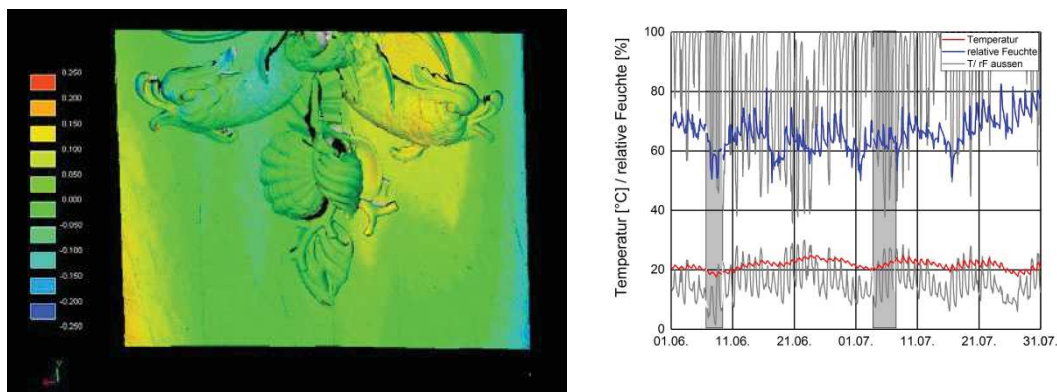 0.250
0.200
0.150
0.100
0.050
0.000
-0.050
-0.100
-0.150
-0.200
-0.250
Y
Temperatur [°C] / relative Feuchte [%]
100
80
60
40
20
0
Temperatur
relative Feuchte
T/ rF aussen
01.06. 11.06. 21.06. 01.07. 11.07. 21.07. 31.07.